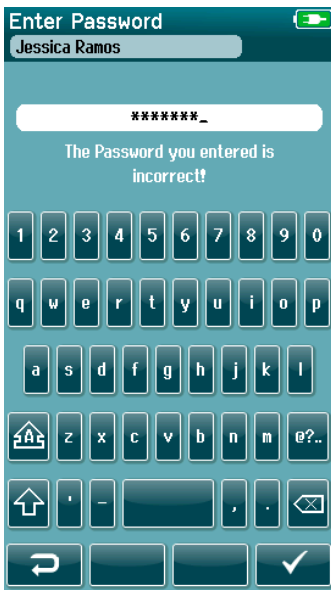 Enter Password
Jessica Ramos
*******_
The Password you entered is
incorrect!
1 2 3 4 5 6 7 8 9 0
q w e r t y u i o p
a s d f g h j k l
A z x c v b n m @?..
' - , .